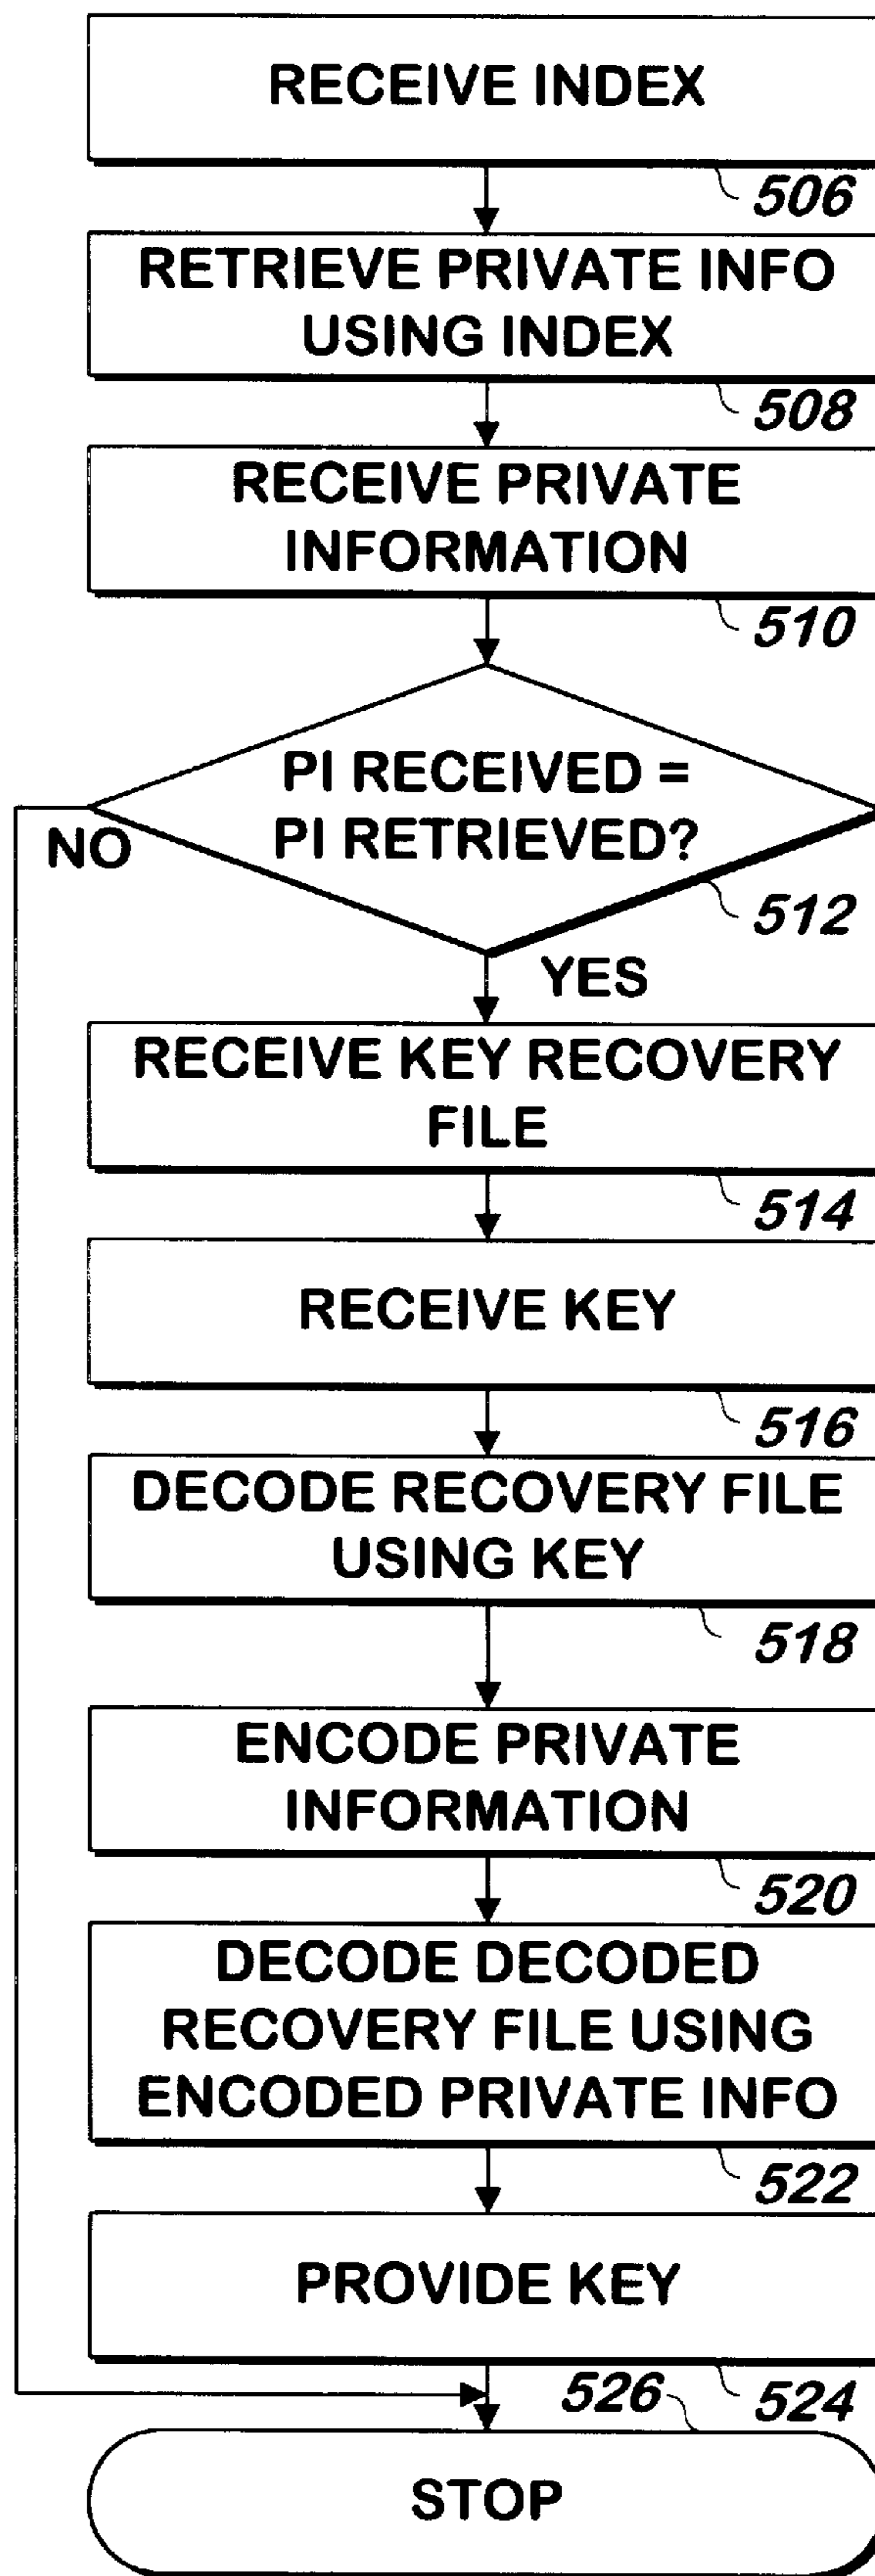 RECEIVE INDEX
506
RETRIEVE PRIVATE INFO
USING INDEX
508
RECEIVE PRIVATE
INFORMATION
510
PI RECEIVED =
PI RETRIEVED?
NO
512
YES
RECEIVE KEY RECOVERY
FILE
514
RECEIVE KEY
516
DECODE RECOVERY FILE
USING KEY
518
ENCODE PRIVATE
INFORMATION
520
DECODE DECODED
RECOVERY FILE USING
ENCODED PRIVATE INFO
522
PROVIDE KEY
524
526
STOP